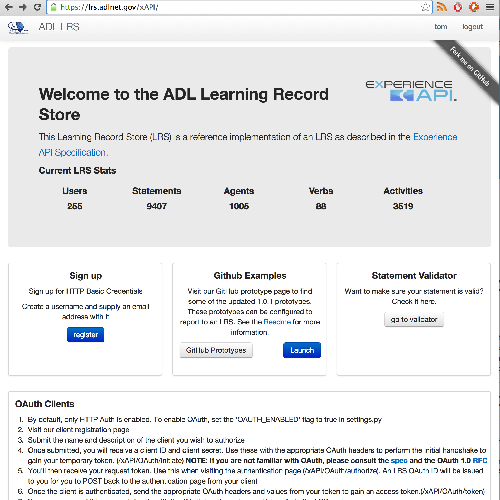 https://lrs.adlnet.gov/xAPI/
ADL LRS
tom
logout
Fork me on GitHub
EXPERIENCE
API.
Welcome to the ADL Learning Record
Store
This Learning Record Store (LRS) is a reference implementation of an LRS as described in the Experience
API Specification.
Current LRS Stats
Users Statements Agents Verbs Activities
255 9407 1005 88 3519
Sign up
Sign up for HTTP Basic Credentials
Create a username and supply an email
address with it
register
Github Examples
Visit our GitHub prototype page to find
some of the updated 1.0.1 prototypes.
These prototypes can be configured to
report to an LRS. See the Readme for more
information.
GitHub Prototypes
Launch
Statement Validator
Want to make sure your statement is valid?
Check it here.
go to validator
OAuth Clients
1. By default, only HTTP Auth is enabled. To enable OAuth, set the 'OAUTH_ENABLED' flag to true in settings.py
2. Visit our client registration page
3. Submit the name and description of the client you wish to authorize
4. Once submitted, you will receive a client ID and client secret. Use these with the appropriate OAuth headers to perform the initial handshake to
gain your temporary token. (/xAPI/OAuth/initiate) NOTE: If you are not familiar with OAuth, please consult the spec and the OAuth 1.0 RFC
5. You'll then receive your request token. Use this when visiting the authentication page (/xAPI/OAuth/authorize). An LRS OAuth ID will be issued
to you for you to POST back to the authentication page from your client
6. Once the client is authenticated, send the appropriate OAuth headers and values from your token to gain an access token.(/xAPI/OAuth/token)